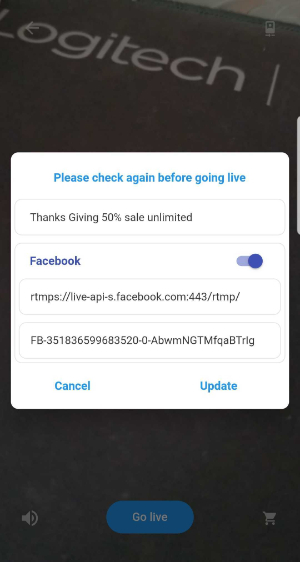 Logitech
Please check again before going live
Thanks Giving 50% sale unlimited
Facebook
rtmps://live-api-s.facebook.com:443/rtmp/
FB-351836599683520-0-AbwmNGTMfqaBTrIg
Cancel
Update
Go live